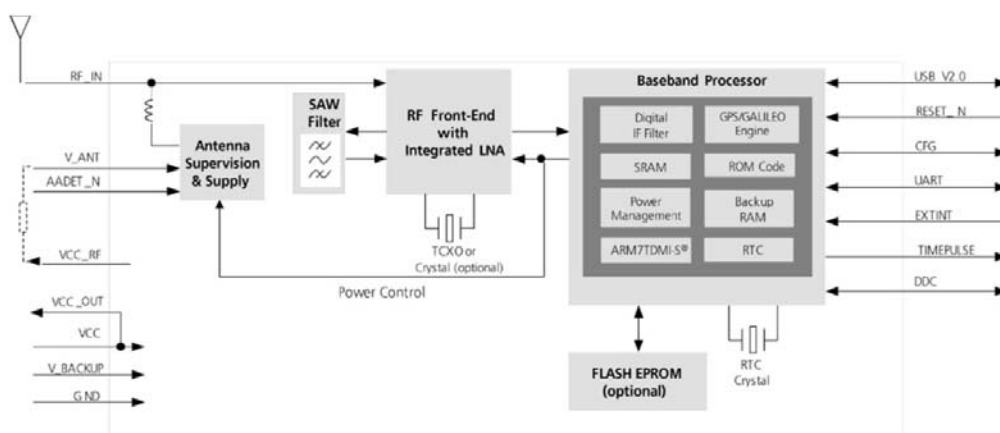 RF_IN
V_ANT
AADET_N
VCC_RF
VCC_OUT
VCC
V_BACKUP
GND
Antenna
Supervision
& Supply
SAW
Filter
RF Front-End
with
Integrated LNA
TCXO or
Crystal (optional)
Power Control
Baseband Processor
Digital
IF Filter
GPS/GALILEO
Engine
SRAM
ROM Code
Power
Management
Backup
RAM
ARM7TDMI-S®
RTC
FLASH EPROM
(optional)
RTC
Crystal
USB V2.0
RESET_N
CFG
UART
EXTINT
TIMEPULSE
DDC